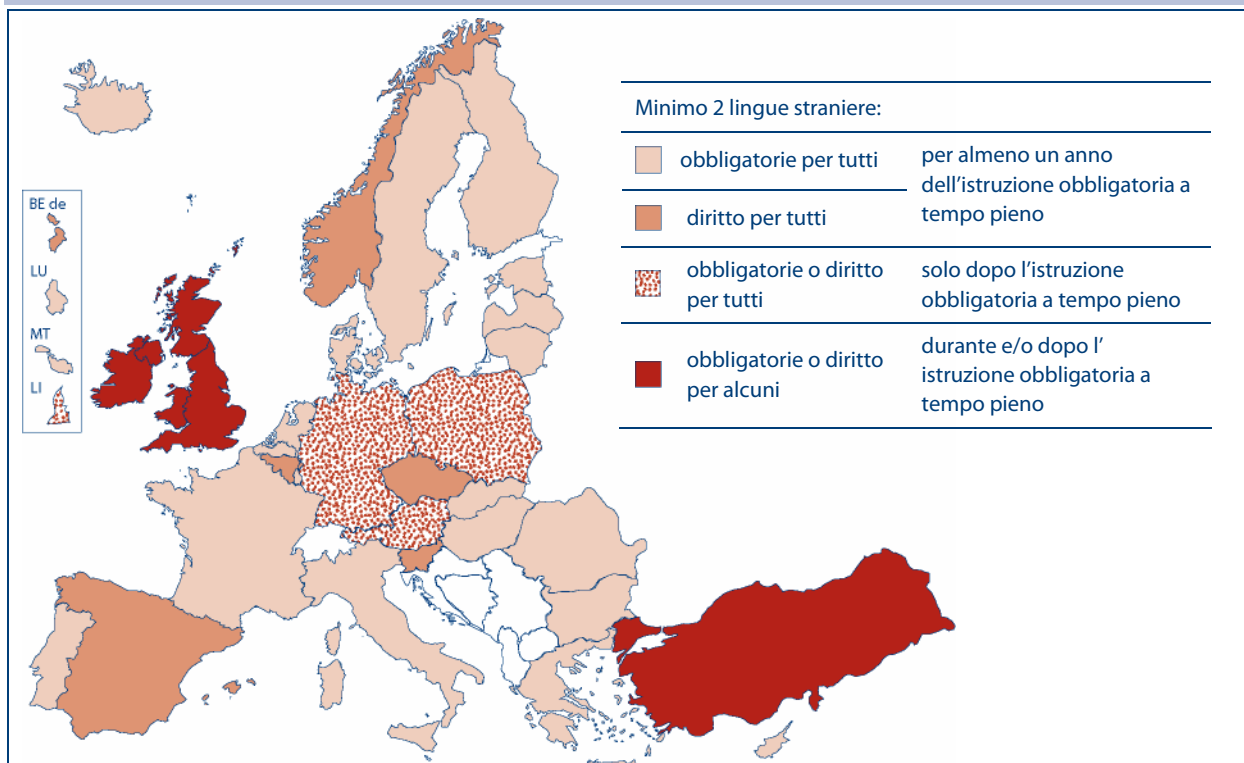 Minimo 2 lingue straniere:
obbligatorie per tutti
diritto per tutti
per almeno un anno
dell'istruzione obbligatoria a
tempo pieno
obbligatorie o diritto
per tutti
solo dopo l'istruzione
obbligatoria a tempo pieno
obbligatorie o diritto
per alcuni
durante e/o dopo l'
istruzione obbligatoria a
tempo pieno
BE de
LU
MT
LI